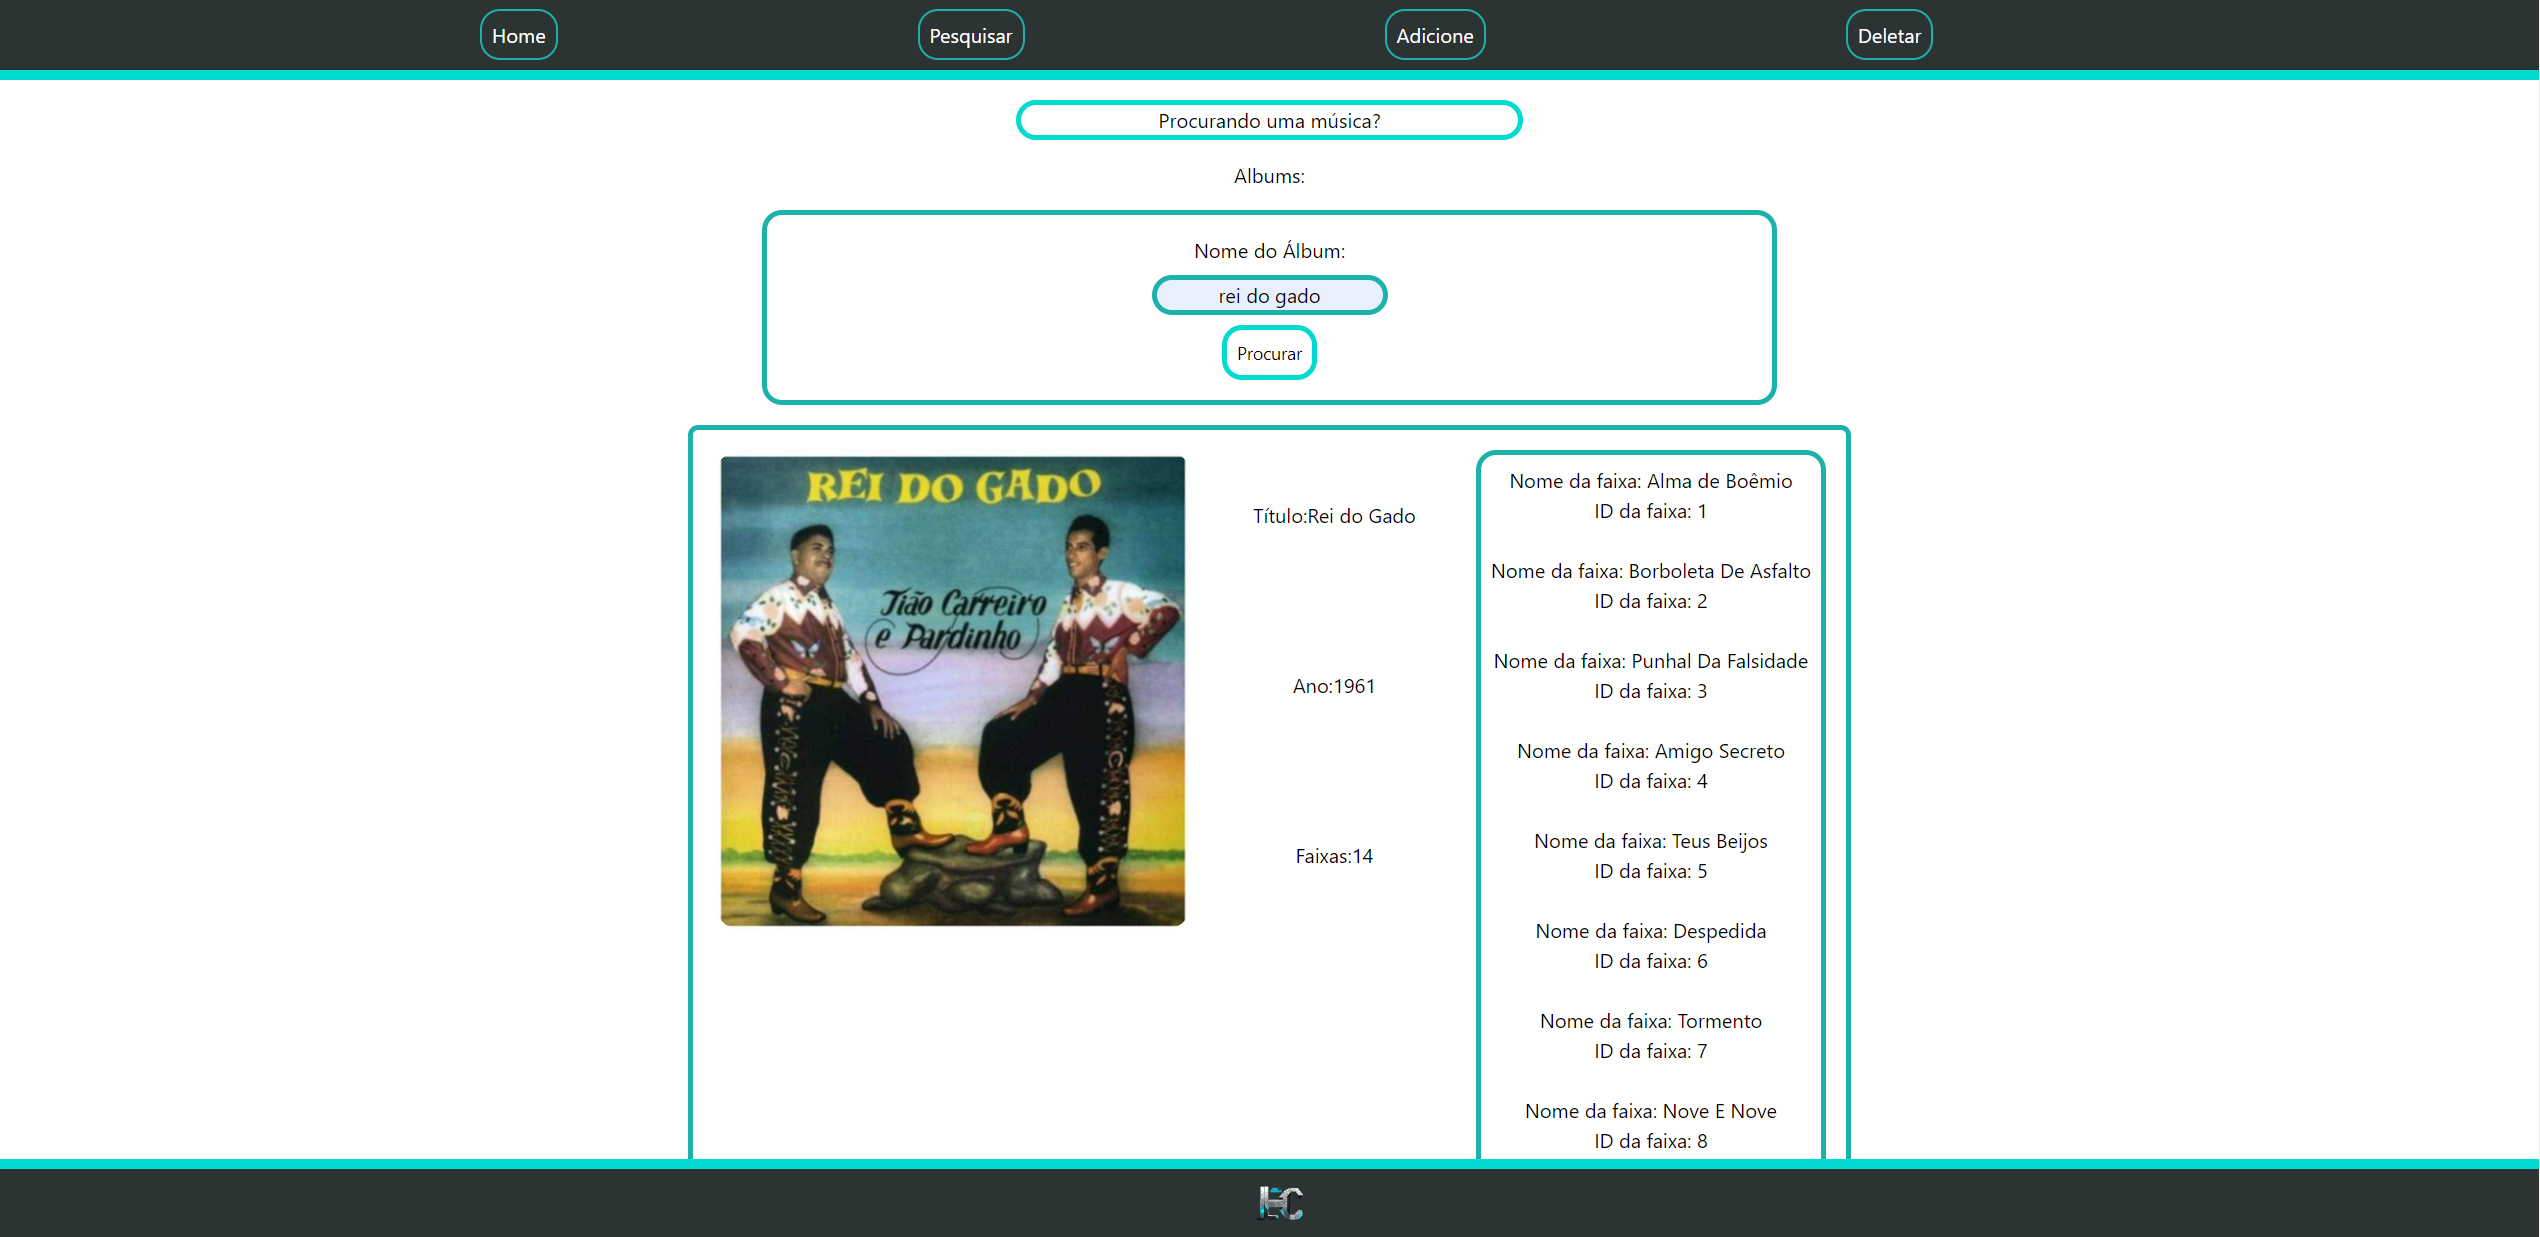 Home
Pesquisar
Adicione
Deletar
Procurando uma música?
Albums:
Nome do Álbum:
rei do gado
Procurar
REI DO GADO
Tião Carreiro
e Pardinho
Título:Rei do Gado
Ano:1961
Faixas:14
Nome da faixa: Alma de Boêmio
ID da faixa: 1
Nome da faixa: Borboleta De Asfalto
ID da faixa: 2
Nome da faixa: Punhal Da Falsidade
ID da faixa: 3
Nome da faixa: Amigo Secreto
ID da faixa: 4
Nome da faixa: Teus Beijos
ID da faixa: 5
Nome da faixa: Despedida
ID da faixa: 6
Nome da faixa: Tormento
ID da faixa: 7
Nome da faixa: Nove E Nove
ID da faixa: 8